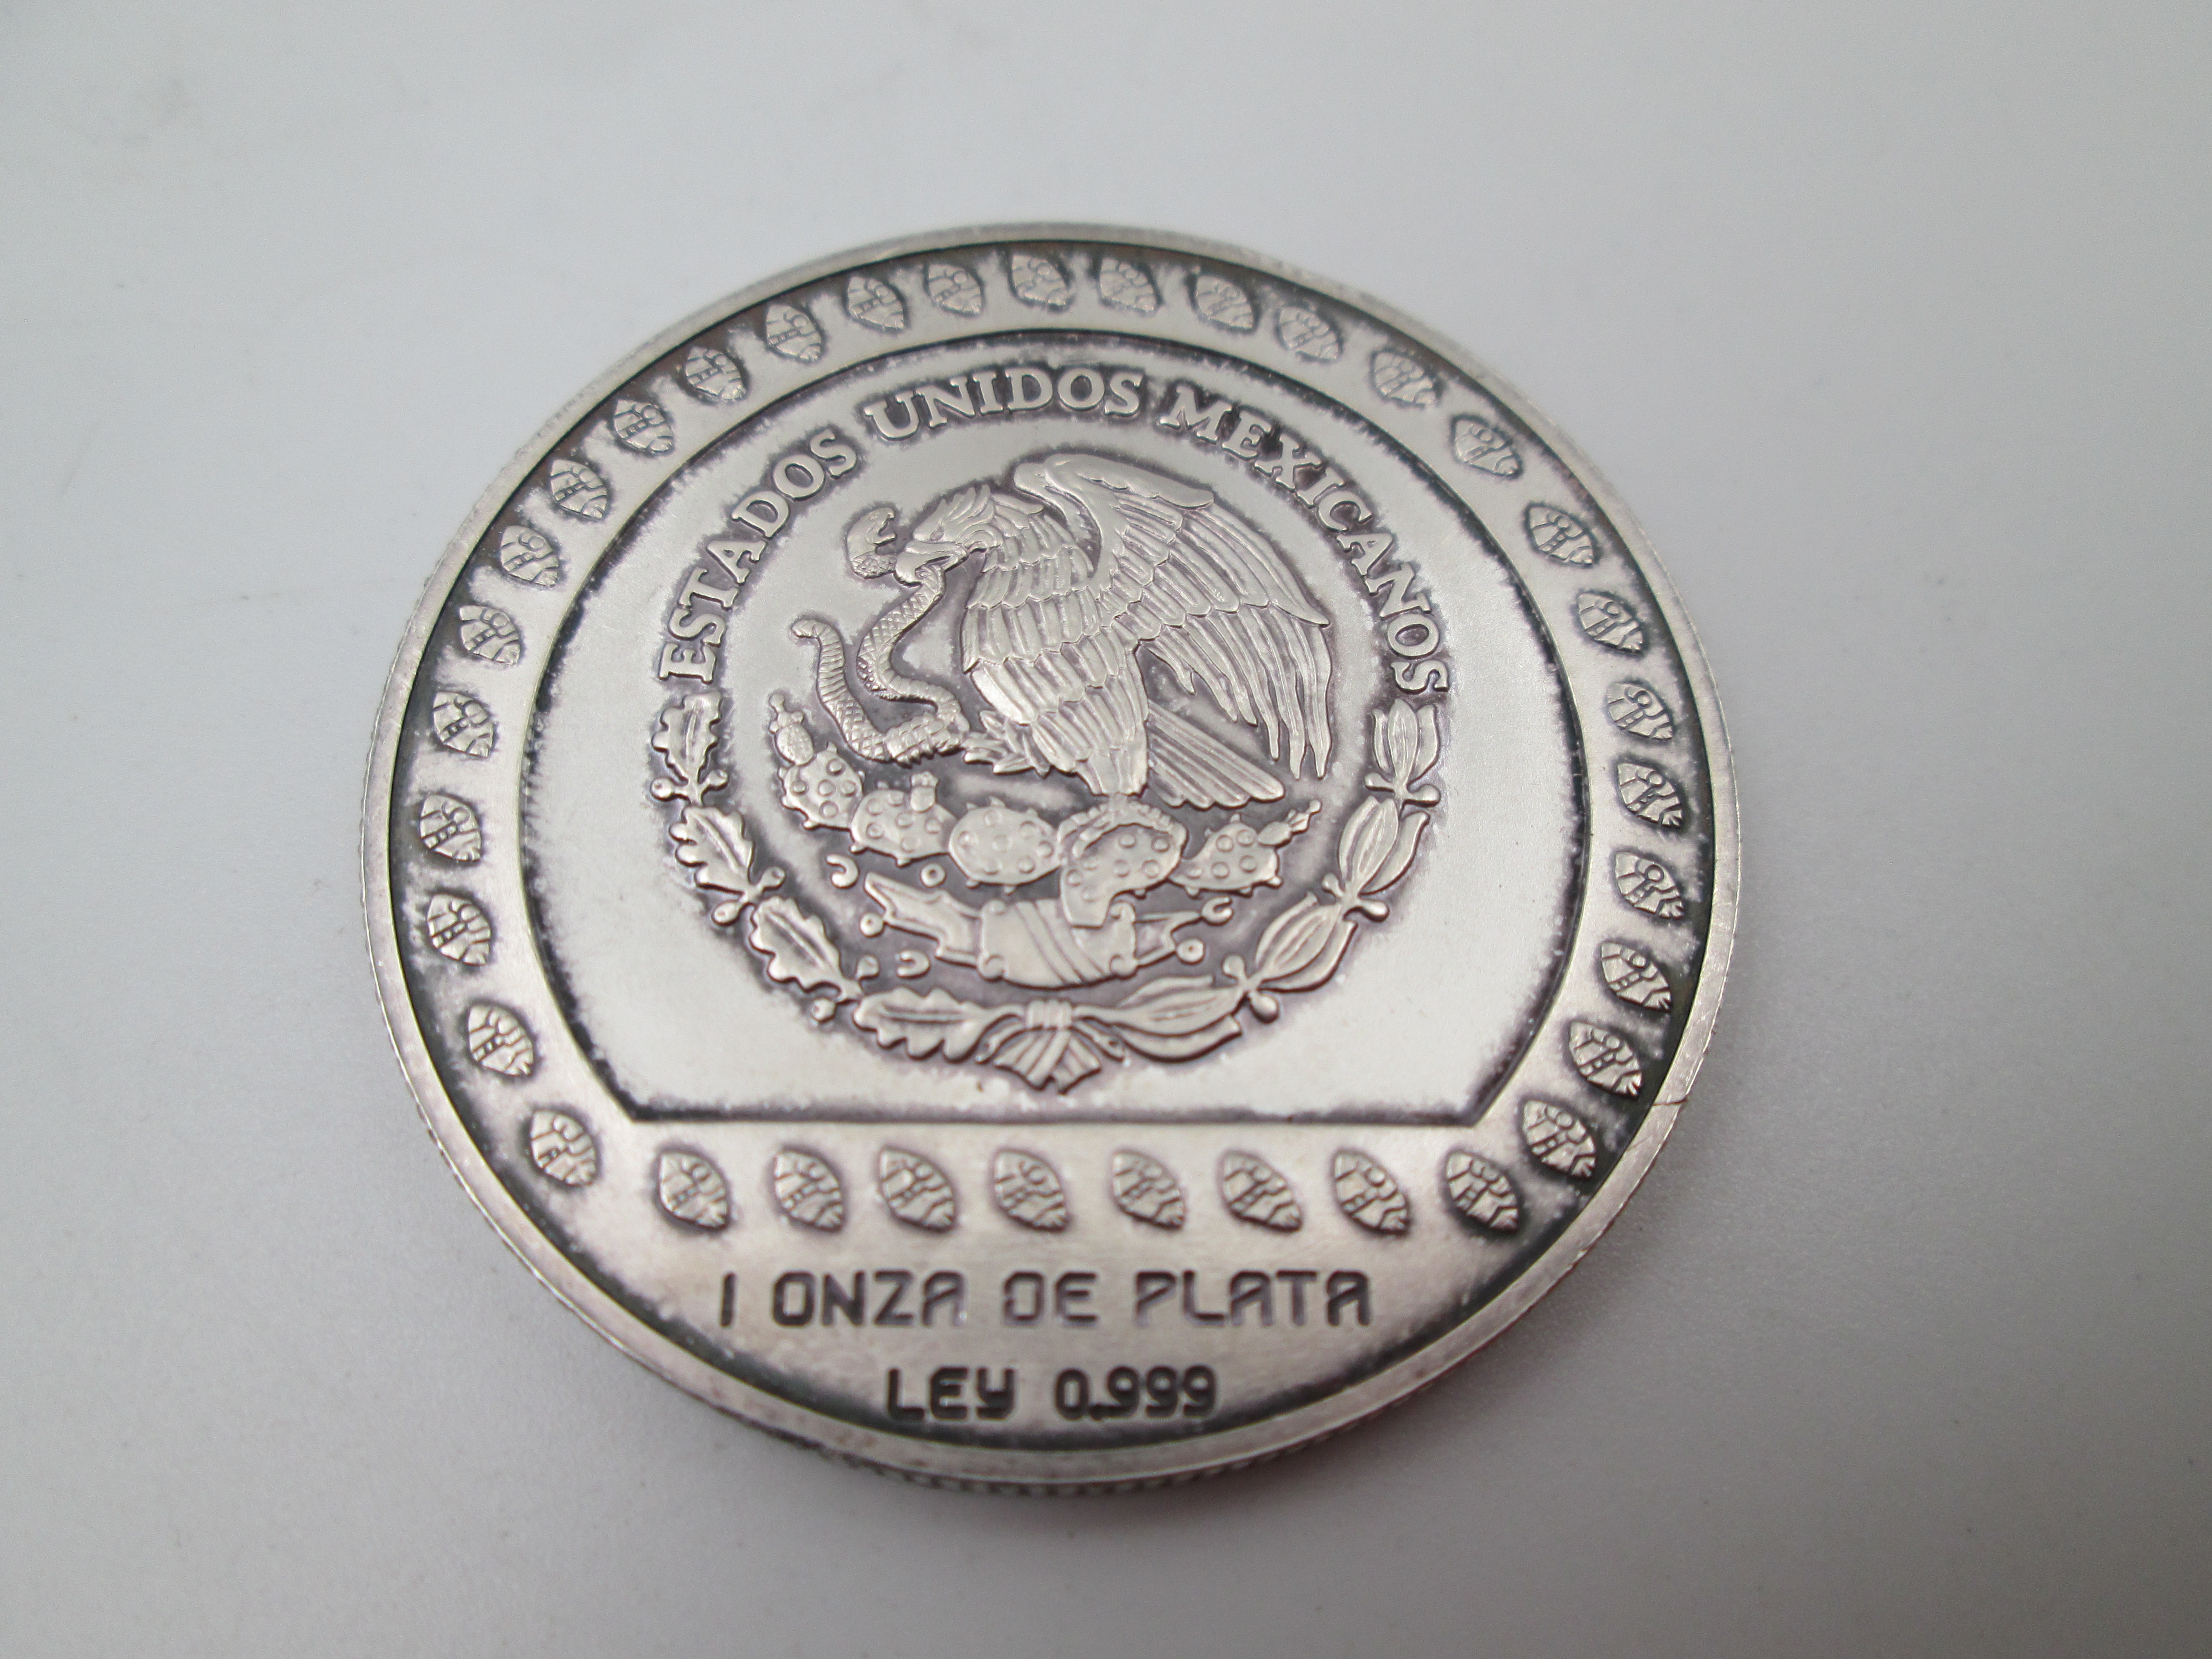 ESTADOS UNIDOS MEXICANOS
1 ONZA DE PLATA
LEY 0.999